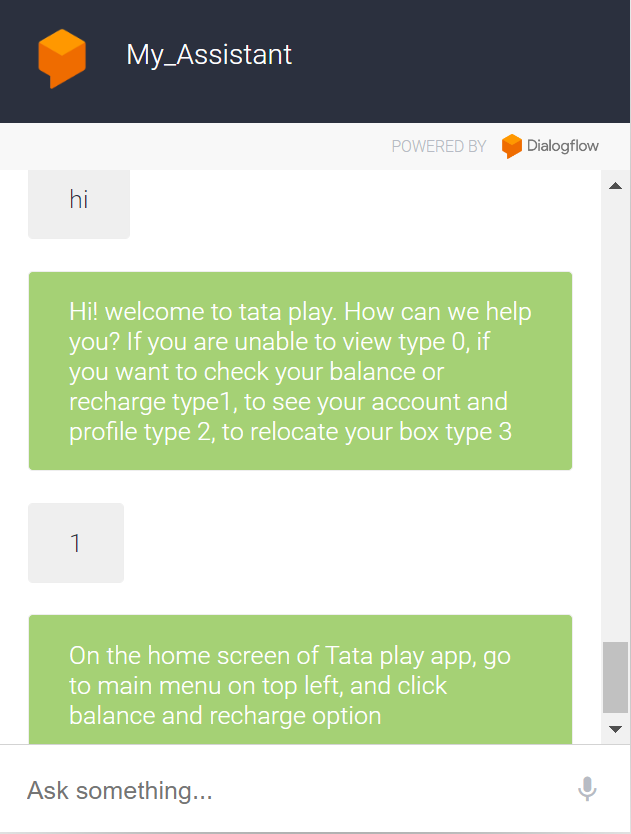 My_Assistant
POWERED BY Dialogflow
hi
Hi! welcome to tata play. How can we help
you? If you are unable to view type 0, if
you want to check your balance or
recharge type1, to see your account and
profile type 2, to relocate your box type 3
1
On the home screen of Tata play app, go
to main menu on top left, and click
balance and recharge option
Ask something...